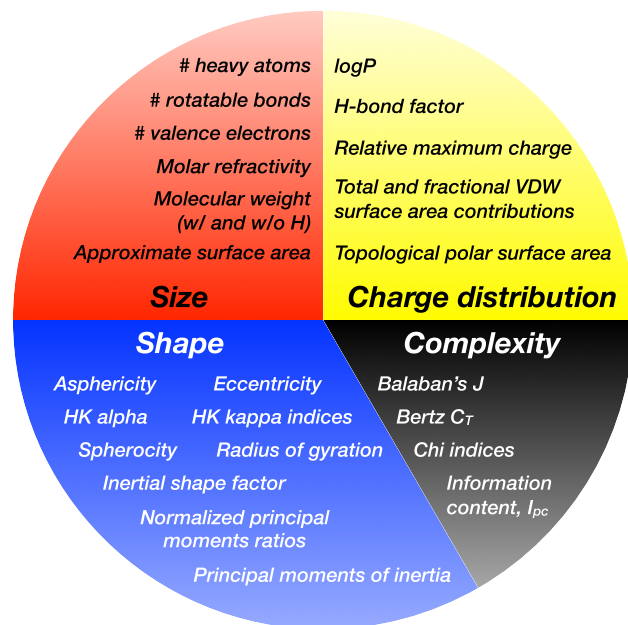 # heavy atoms
# rotatable bonds
# valence electrons
Molar refractivity
Molecular weight
(w/ and w/o H)
Approximate surface area
Size
logP
H-bond factor
Relative maximum charge
Total and fractional VDW
surface area contributions
Topological polar surface area
Charge distribution
Shape
Asphericity
Eccentricity
HK alpha
HK kappa indices
Spherocity
Radius of gyration
Inertial shape factor
Normalized principal
moments ratios
Principal moments of inertia
Complexity
Balaban's J
Bertz CT
Chi indices
Information
content, Ipc